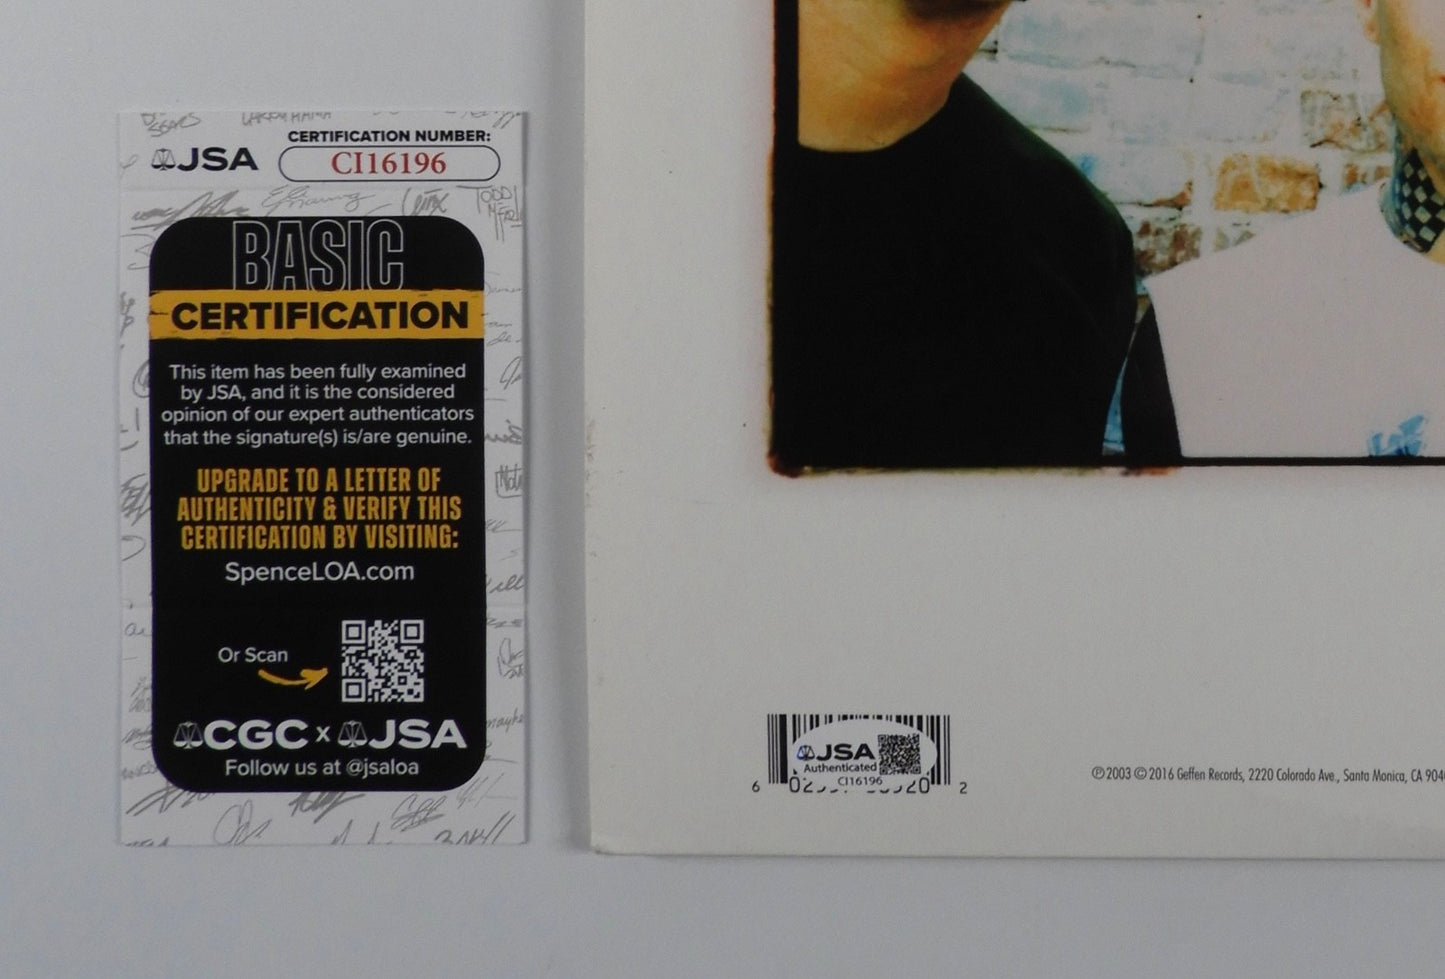 JSA
CERTIFICATION NUMBER:
CI16196
BASIC
CERTIFICATION
This item has been fully examined
by JSA, and it is the considered
opinion of our expert authenticators
that the signature(s) is/are genuine.
UPGRADE TO A LETTER OF
AUTHENTICITY & VERIFY THIS
CERTIFICATION BY VISITING:
SpenceLOA.com
Or Scan
CGC x JSA
Follow us at @jsaloa
JSA
Authenticated
CI16196
6
2
℗2003 ©2016 Geffen Records, 2220 Colorado Ave., Santa Monica, CA 904